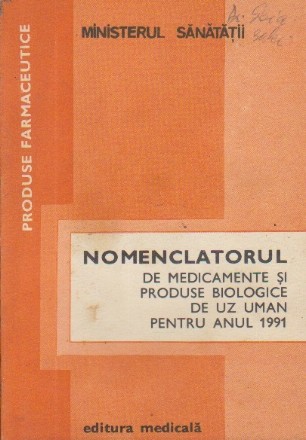 MINISTERUL SĂNĂTĂȚII
PRODUSE FARMACEUTICE
NOMENCLATORUL
DE MEDICAMENTE ȘI
PRODUSE BIOLOGICE
DE UZ UMAN
PENTRU ANUL 1991
editura medicală